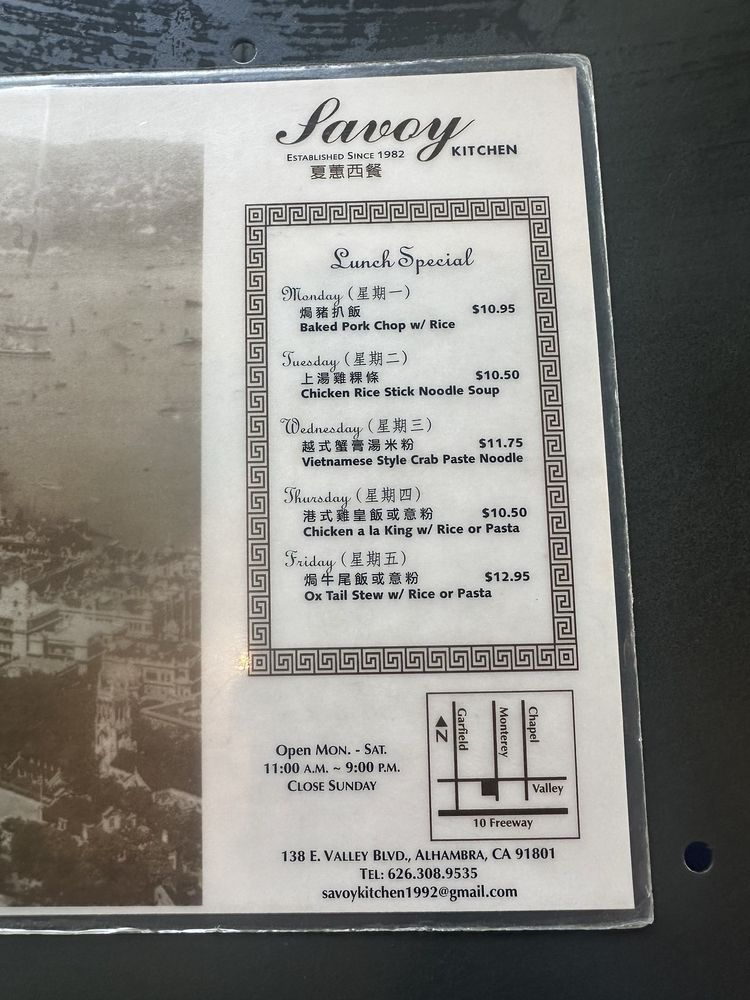 Savoy KITCHEN
ESTABLISHED SINCE 1982
夏蕙西餐
Lunch Special
Monday (星期一)
焗豬扒飯 $10.95
Baked Pork Chop w/ Rice
Tuesday (星期二)
上湯雞粿條 $10.50
Chicken Rice Stick Noodle Soup
Wednesday (星期三)
越式蟹膏湯米粉 $11.75
Vietnamese Style Crab Paste Noodle
Thursday (星期四)
港式雞皇飯或意粉 $10.50
Chicken a la King w/ Rice or Pasta
Friday (星期五)
焗牛尾飯或意粉 $12.95
Ox Tail Stew w/ Rice or Pasta
OPEN MON. - SAT.
11:00 A.M. ~ 9:00 P.M.
CLOSE SUNDAY
N
Garfield
Monterey
Chapel
Valley
10 Freeway
138 E. VALLEY BLVD., ALHAMBRA, CA 91801
TEL: 626.308.9535
savoykitchen1992@gmail.com